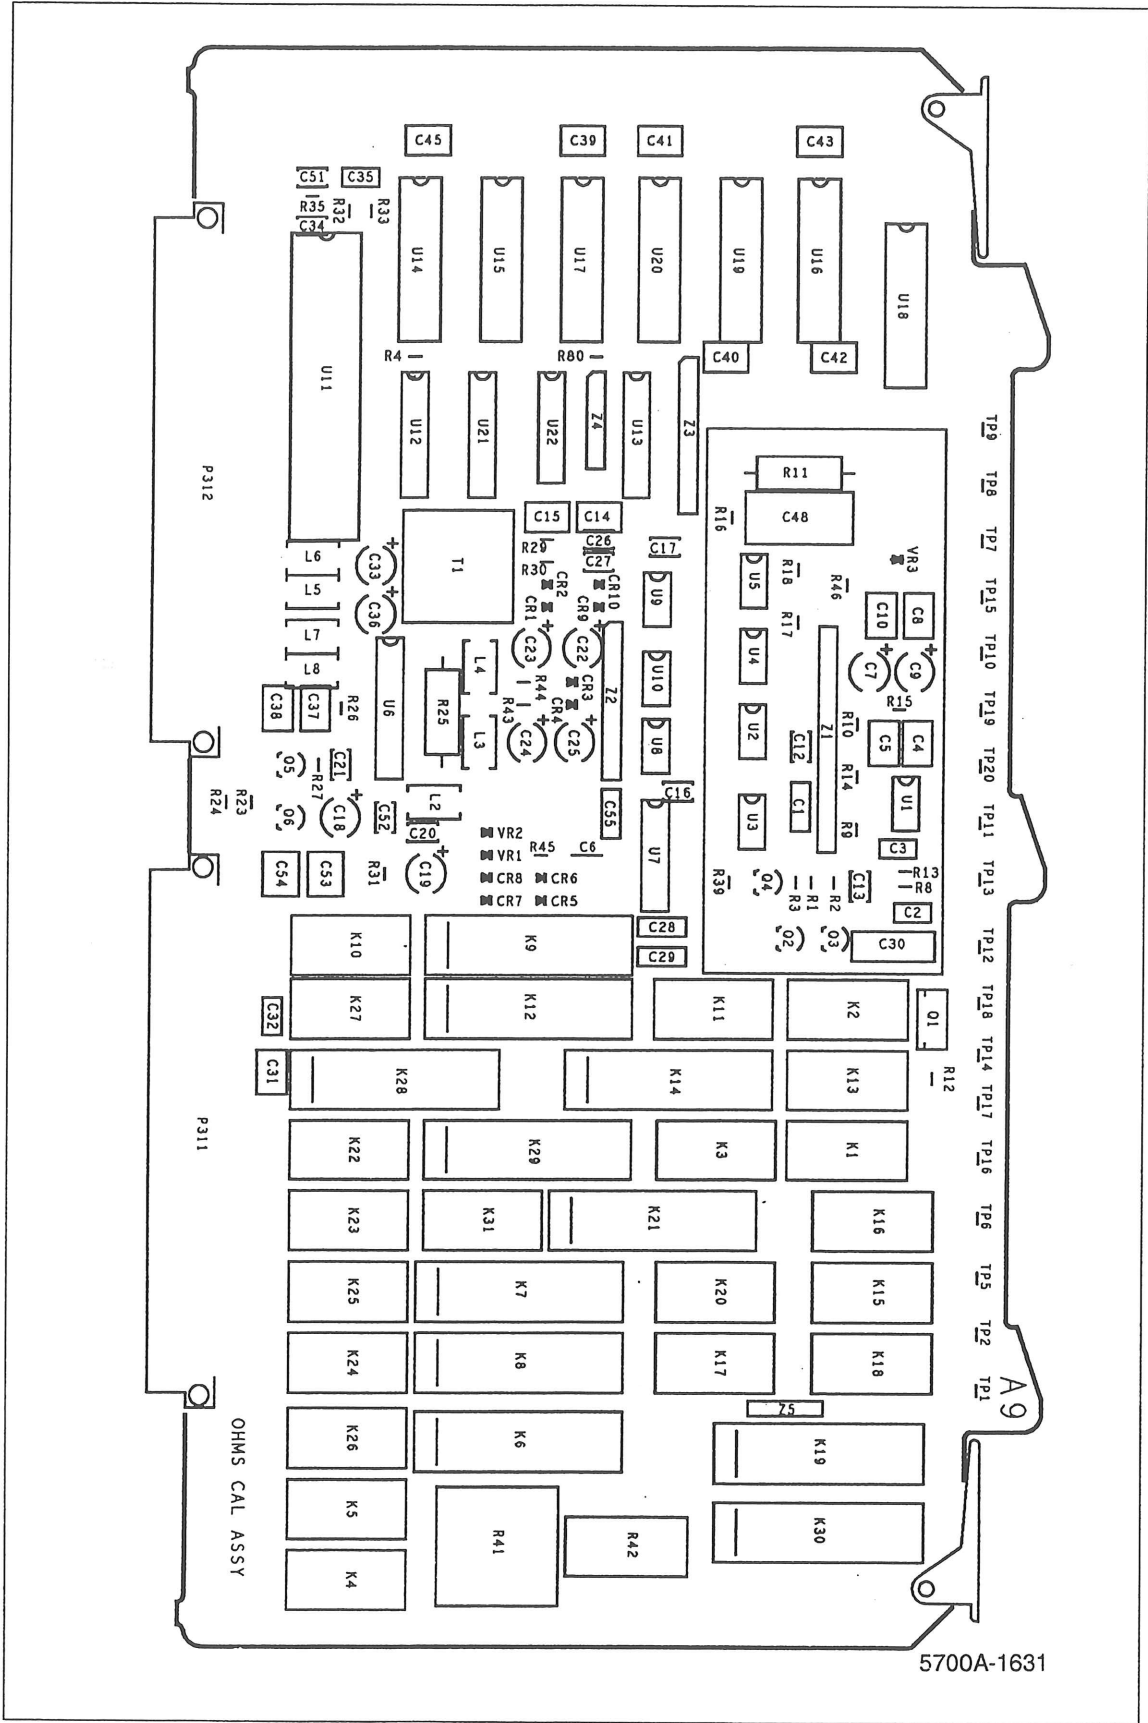 C45
C39
C41
C43
C51
C35
R35
C34
R32
R33
U14
U15
U17
U20
U19
U16
U18
U11
R4
R80
C40
C42
U12
U21
U22
Z4
U13
Z3
TP9
TP8
TP7
TP15
TP10
TP19
TP20
TP11
TP13
TP12
TP18
TP14
TP17
TP16
TP6
TP5
TP2
TP1
P312
R11
C48
R16
C15
C14
C26
C27
C17
R29
R30
T1
L6
L5
L7
L8
C33
+
C36
+
CR2
CR1
CR10
CR9
U9
U5
R18
R46
VR3
C10
C8
R17
C23
+
C22
+
L4
U4
C7
+
C9
+
R44
CR3
Z2
U10
R15
C38
C37
R26
U6
R25
R43
CR4
L3
C24
+
C25
+
U8
U2
C12
Z1
R10
C5
C4
Q5
R27
C21
R14
R24
R23
Q6
C18
+
C52
L2
C20
C55
C16
U7
U3
C1
R9
U1
C3
VR2
VR1
R45
C6
CR8
CR6
CR7
CR5
C54
C53
R31
C19
+
R39
Q4
R3
R1
R2
C13
R13
R8
C2
Q2
Q3
C30
C28
C29
K10
K9
C32
K27
K12
K11
K2
Q1
C31
K28
K14
K13
R12
P311
K22
K29
K3
K1
K23
K31
K21
K16
K25
K7
K20
K15
K24
K8
K17
K18
A9
Z5
K26
K6
K19
OHMS CAL ASSY
K5
R41
R42
K30
K4
5700A-1631